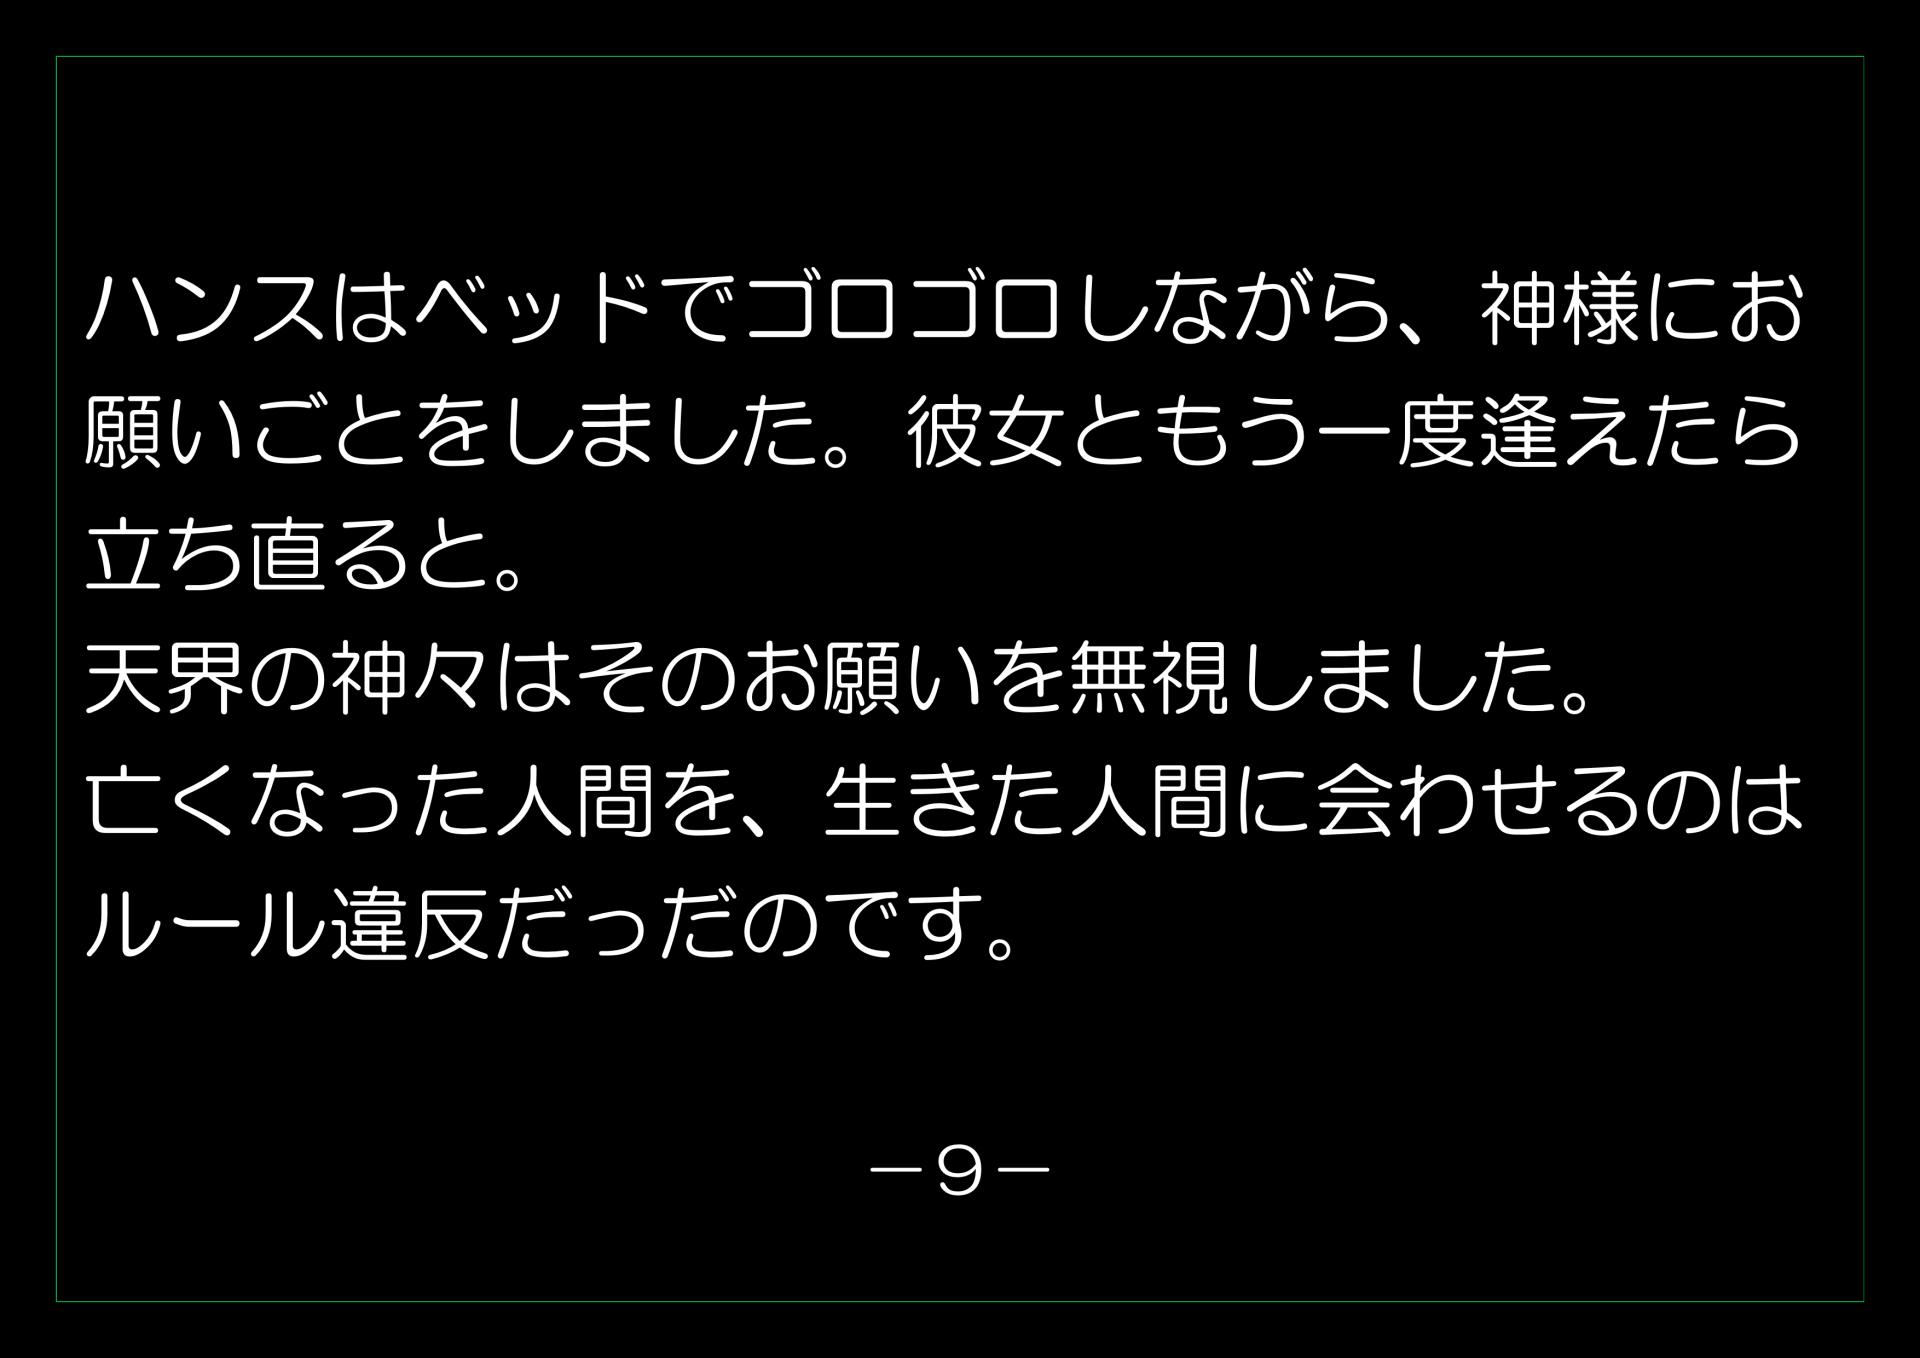 ハンスはベッドでゴロゴロしながら、神様にお
願いごとをしました。彼女ともう一度逢えたら
立ち直ると。
天界の神々はそのお願いを無視しました。
亡くなった人間を、生きた人間に会わせるのは
ルール違反だっだのです。
－９－